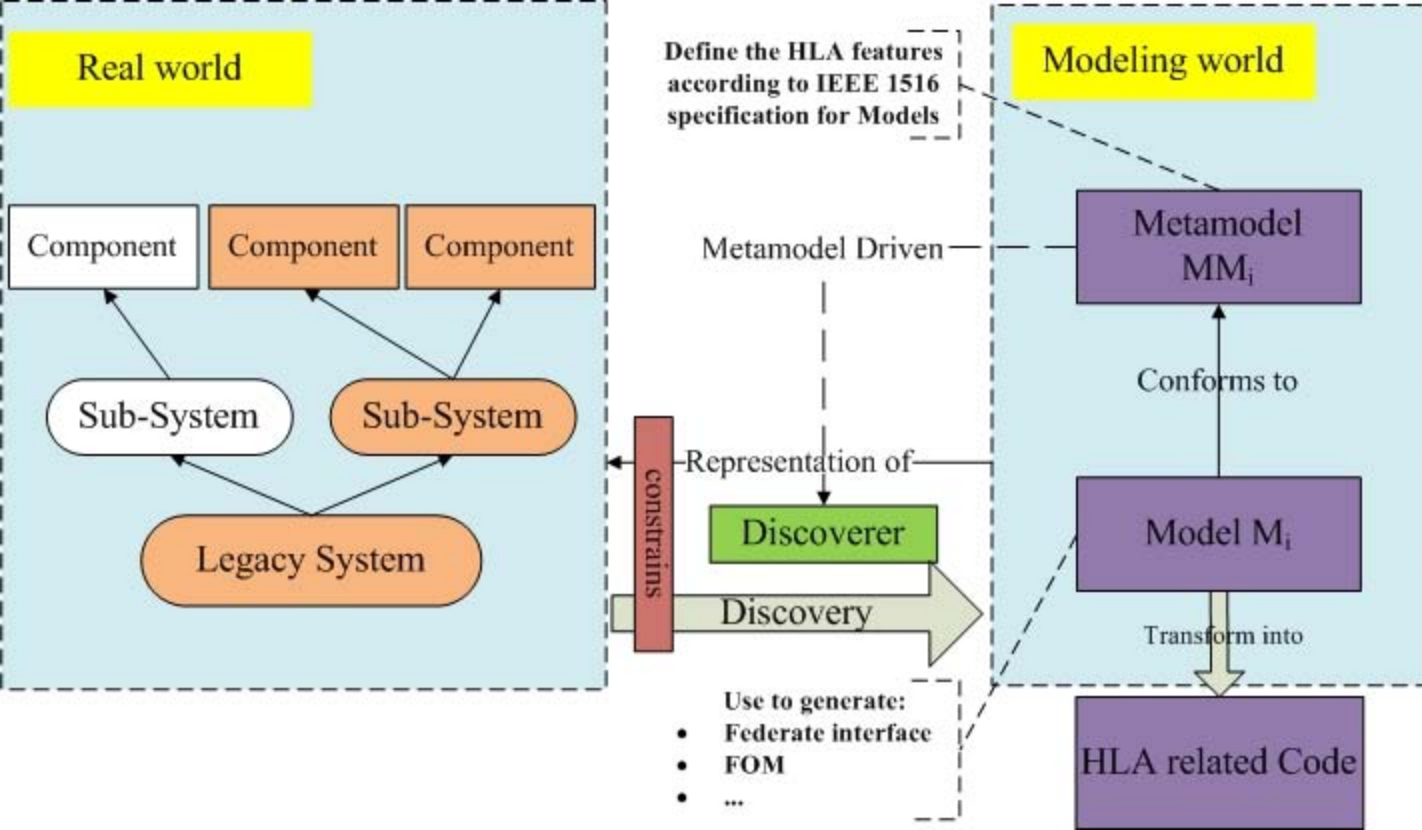 Real world
Define the HLA features
according to IEEE 1516
specification for Models
Modeling world
Component
Component
Component
Metamodel Driven
Metamodel
MMi
Conforms to
Sub-System
Sub-System
Representation of
constrains
Discoverer
Model Mi
Legacy System
Discovery
Transform into
Use to generate:
• Federate interface
• FOM
• ...
HLA related Code